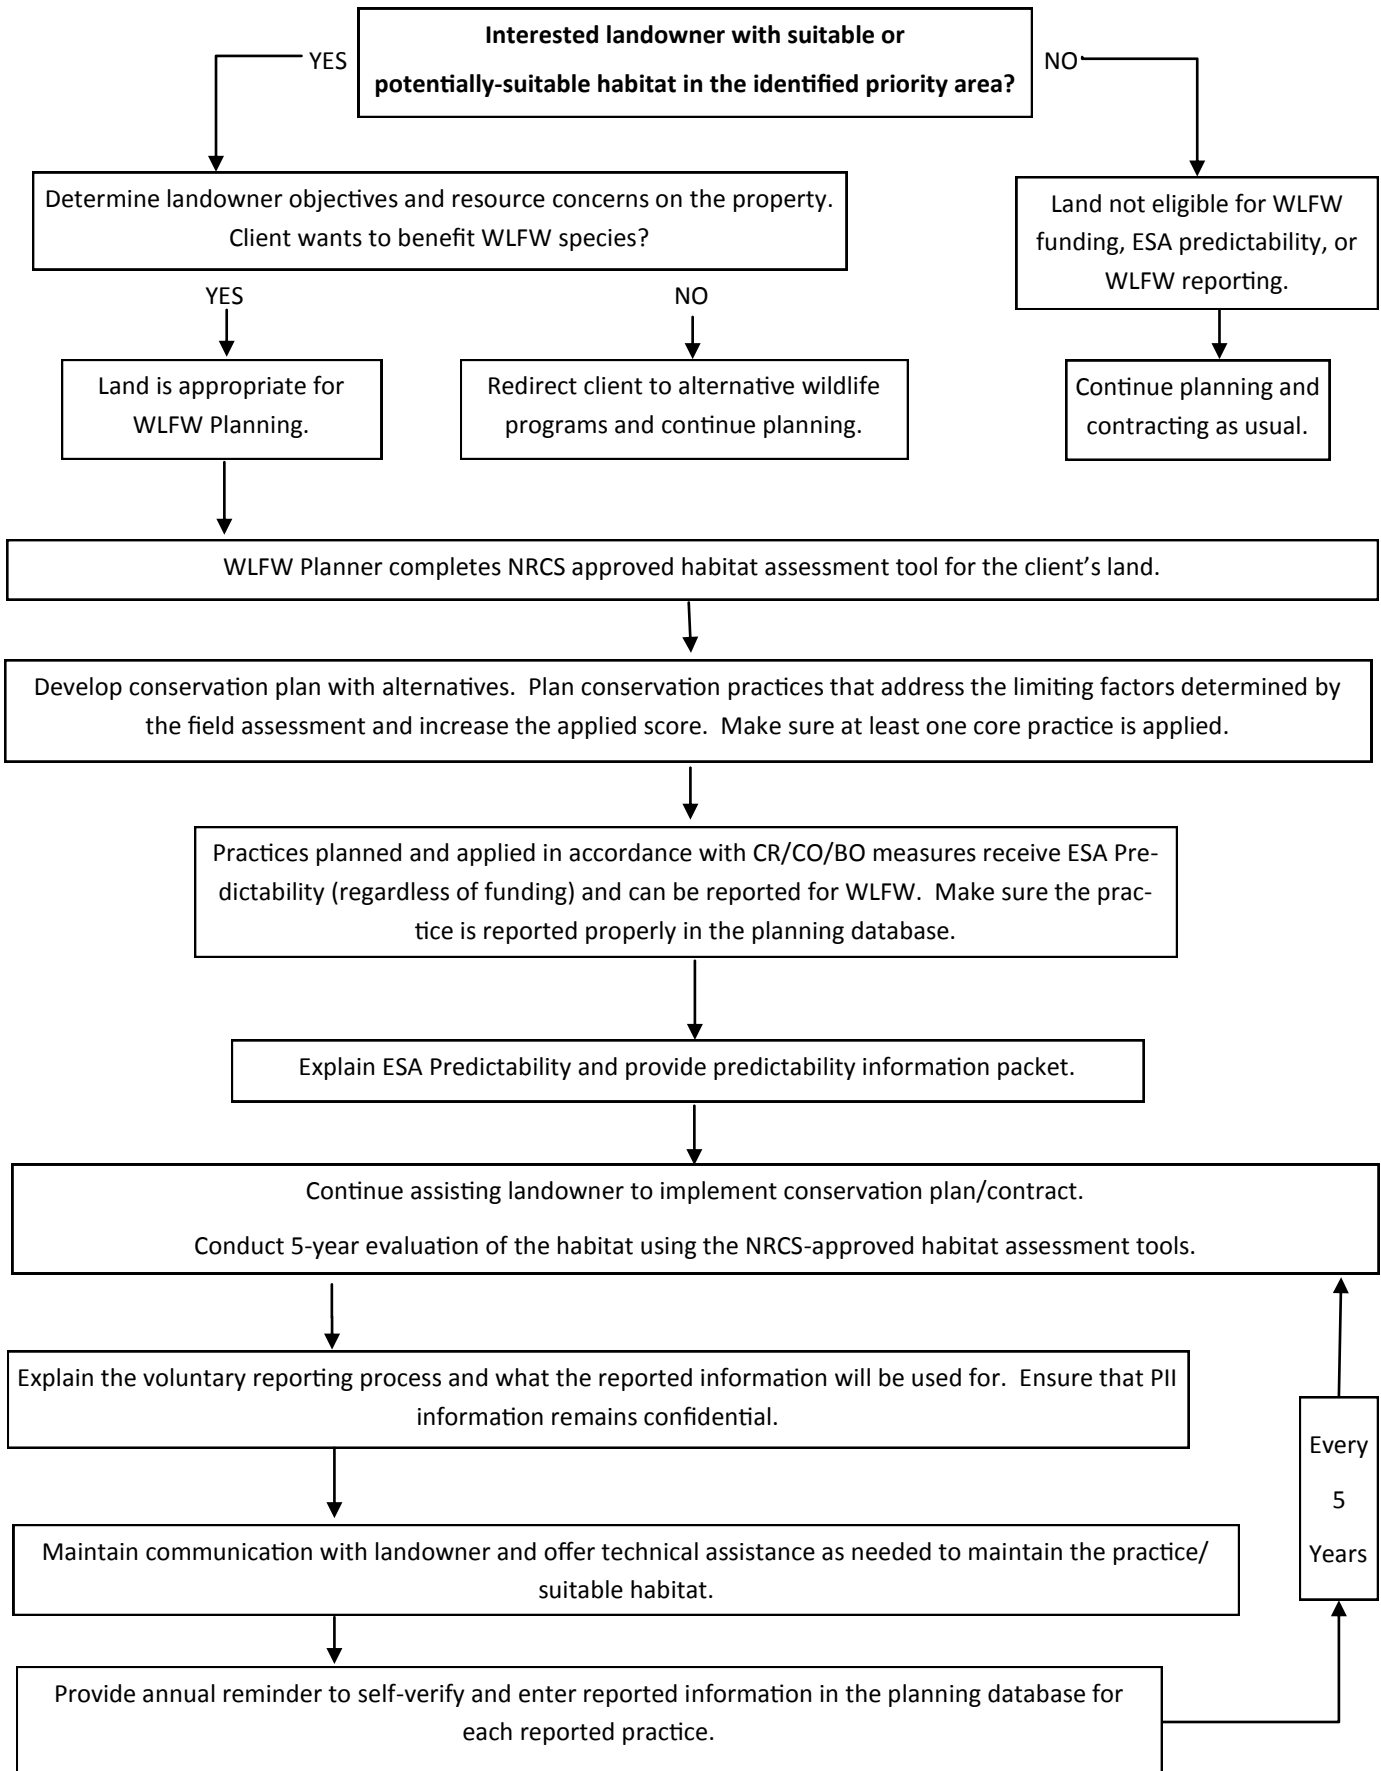 Interested landowner with suitable or
potentially-suitable habitat in the identified priority area?
YES
NO
Determine landowner objectives and resource concerns on the property.
Client wants to benefit WLFW species?
Land not eligible for WLFW
funding, ESA predictability, or
WLFW reporting.
YES
NO
Land is appropriate for
WLFW Planning.
Redirect client to alternative wildlife
programs and continue planning.
Continue planning and
contracting as usual.
WLFW Planner completes NRCS approved habitat assessment tool for the client’s land.
Develop conservation plan with alternatives.  Plan conservation practices that address the limiting factors determined by
the field assessment and increase the applied score.  Make sure at least one core practice is applied.
Practices planned and applied in accordance with CR/CO/BO measures receive ESA Pre-
dictability (regardless of funding) and can be reported for WLFW.  Make sure the prac-
tice is reported properly in the planning database.
Explain ESA Predictability and provide predictability information packet.
Continue assisting landowner to implement conservation plan/contract.
Conduct 5-year evaluation of the habitat using the NRCS-approved habitat assessment tools.
Explain the voluntary reporting process and what the reported information will be used for.  Ensure that PII
information remains confidential.
Every
5
Years
Maintain communication with landowner and offer technical assistance as needed to maintain the practice/
suitable habitat.
Provide annual reminder to self-verify and enter reported information in the planning database for
each reported practice.